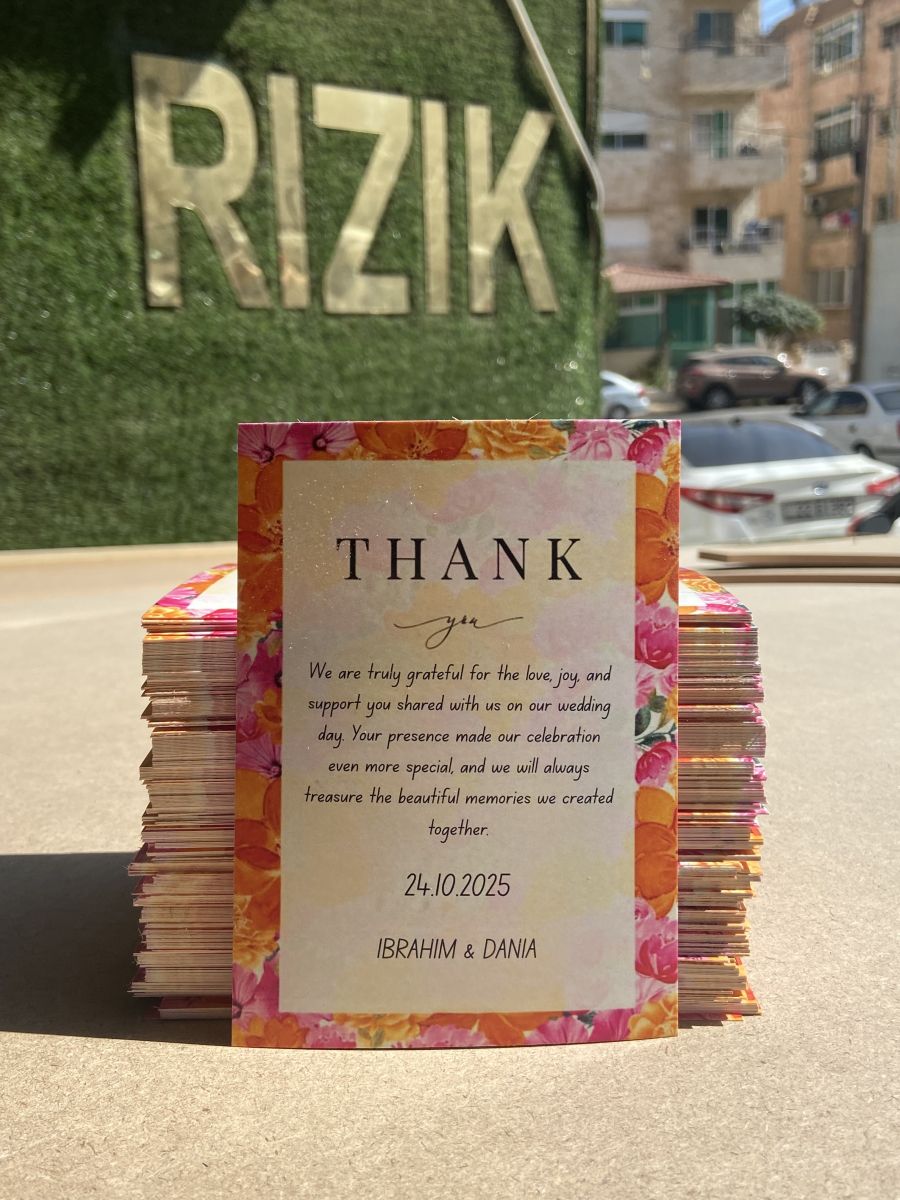 RIZIK
THANK
you
We are truly grateful for the love, joy, and
support you shared with us on our wedding
day. Your presence made our celebration
even more special, and we will always
treasure the beautiful memories we created
together.
24.10.2025
IBRAHIM & DANIA